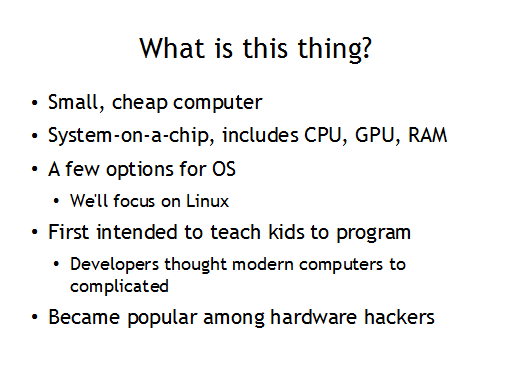 What is this thing?
• Small, cheap computer
• System-on-a-chip, includes CPU, GPU, RAM
• A few options for OS
• We'll focus on Linux
• First intended to teach kids to program
• Developers thought modern computers to
complicated
• Became popular among hardware hackers